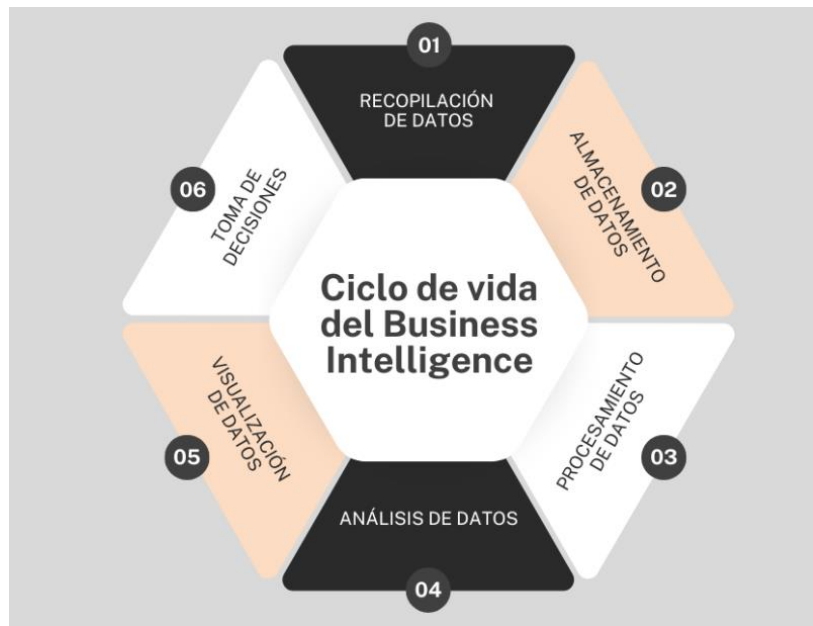 01
RECOPILACIÓN
DE DATOS
02
ALMACENAMIENTO
DE DATOS
03
PROCESAMIENTO
DE DATOS
04
ANÁLISIS DE DATOS
05
VISUALIZACIÓN
DE DATOS
06
TOMA DE
DECISIONES
Ciclo de vida
del Business
Intelligence